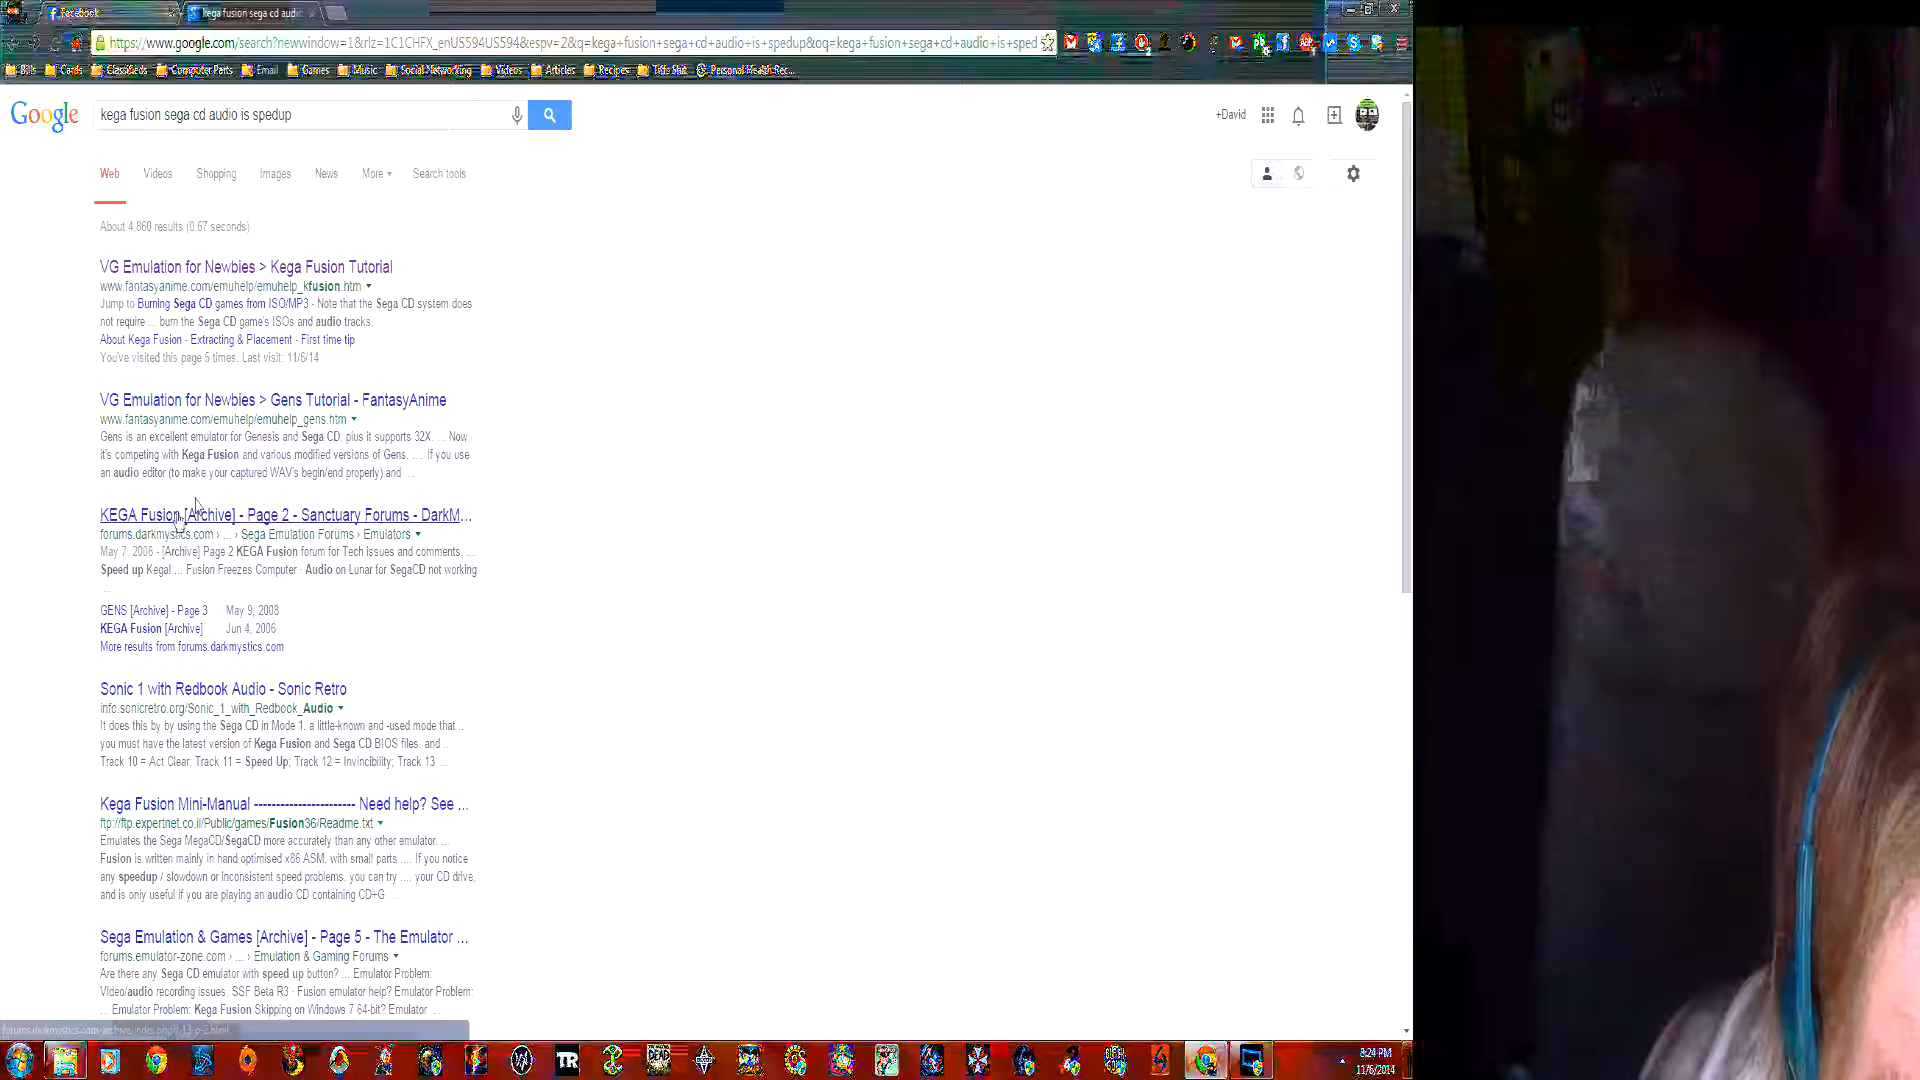 Facebook
kega fusion sega cd audi
https://www.google.com/search?newwindow=1&rlz=1C1CHFX_enUS594US594&espv=2&q=kega+fusion+sega+cd+audio+is+spedup&oq=kega+fusion+sega+cd+audio+is+sped
Bills Cards Classifieds Computer Parts Email Games Music Social Networking Videos Articles Recipes Tiffs Shit Personal Health Rec...
Google
kega fusion sega cd audio is spedup
+David
Web Videos Shopping Images News More Search tools
About 4,860 results (0.67 seconds)
VG Emulation for Newbies > Kega Fusion Tutorial
www.fantasyanime.com/emuhelp/emuhelp_kfusion.htm
Jump to Burning Sega CD games from ISO/MP3 - Note that the Sega CD system does
not require ... burn the Sega CD game's ISOs and audio tracks.
About Kega Fusion - Extracting & Placement - First time tip
You've visited this page 5 times. Last visit: 11/6/14
VG Emulation for Newbies > Gens Tutorial - FantasyAnime
www.fantasyanime.com/emuhelp/emuhelp_gens.htm
Gens is an excellent emulator for Genesis and Sega CD, plus it supports 32X. ... Now
it's competing with Kega Fusion and various modified versions of Gens. .... If you use
an audio editor (to make your captured WAV's begin/end properly) and ...
KEGA Fusion [Archive] - Page 2 - Sanctuary Forums - DarkM...
forums.darkmystics.com › ... › Sega Emulation Forums › Emulators
May 7, 2008 - [Archive] Page 2 KEGA Fusion forum for Tech issues and comments. ...
Speed up Kega! ... Fusion Freezes Computer · Audio on Lunar for SegaCD not working
...
GENS [Archive] - Page 3 May 9, 2008
KEGA Fusion [Archive] Jun 4, 2006
More results from forums.darkmystics.com
Sonic 1 with Redbook Audio - Sonic Retro
info.sonicretro.org/Sonic_1_with_Redbook_Audio
It does this by by using the Sega CD in Mode 1, a little-known and -used mode that ..
you must have the latest version of Kega Fusion and Sega CD BIOS files, and ..
Track 10 = Act Clear; Track 11 = Speed Up; Track 12 = Invincibility; Track 13 ...
Kega Fusion Mini-Manual ----------------------- Need help? See ...
ftp://ftp.expertnet.co.il/Public/games/Fusion36/Readme.txt
Emulates the Sega MegaCD/SegaCD more accurately than any other emulator. ...
Fusion is written mainly in hand optimised x86 ASM, with small parts .... If you notice
any speedup / slowdown or inconsistent speed problems, you can try .... your CD drive,
and is only useful if you are playing an audio CD containing CD+G ...
Sega Emulation & Games [Archive] - Page 5 - The Emulator ...
forums.emulator-zone.com › ... › Emulation & Gaming Forums
Are there any Sega CD emulator with speed up button? ... Emulator Problem:
Video/audio recording issues, SSF Beta R3 · Fusion emulator help? Emulator Problem:
... Emulator Problem: Kega Fusion Skipping on Windows 7 64-bit? Emulator ...
forums.darkmystics.com/archive/index.php/f-13-p-2.html
TR
DEAD
8:24 PM
11/6/2014